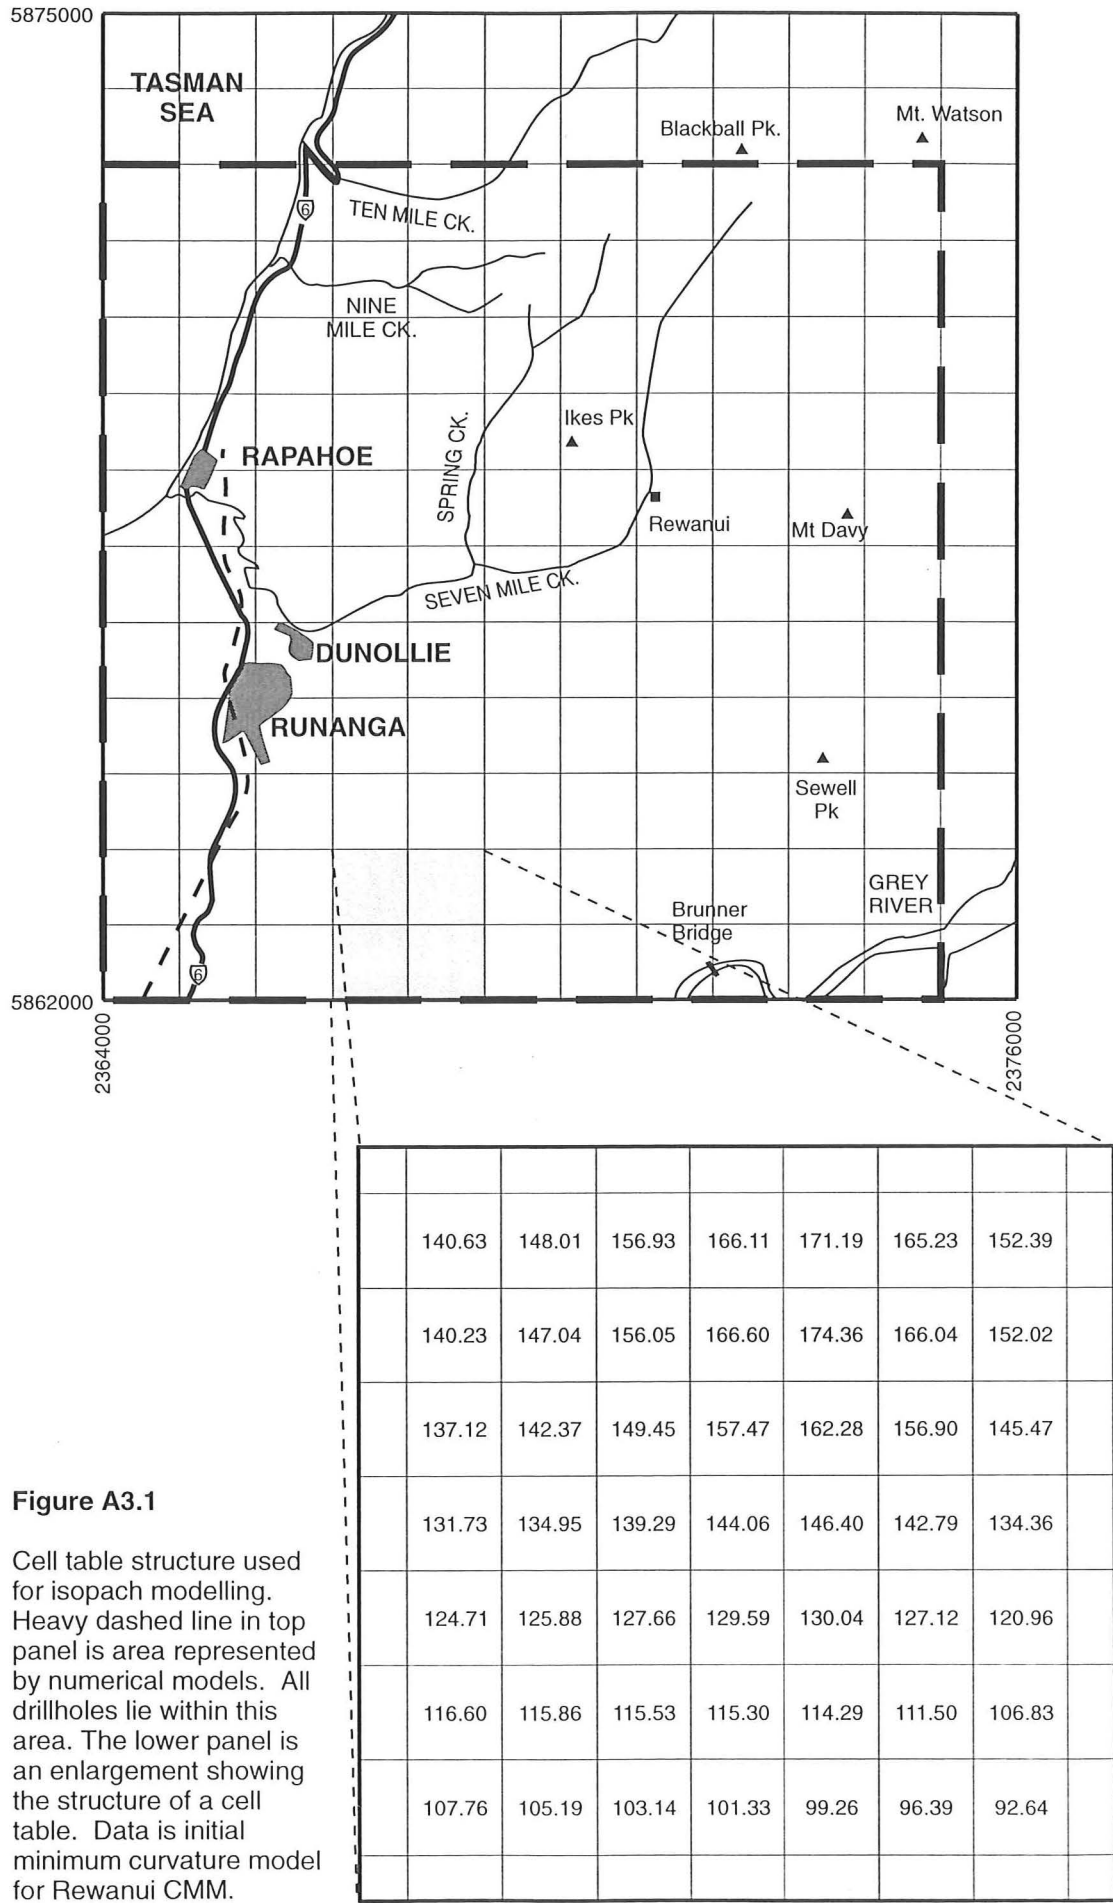 5875000
TASMAN
SEA
Blackball Pk.
Mt. Watson
6
TEN MILE CK.
NINE
MILE CK.
Ikes Pk
RAPAHOE
SPRING CK.
Rewanui
Mt Davy
SEVEN MILE CK.
DUNOLLIE
RUNANGA
Sewell
Pk
GREY
RIVER
Brunner
Bridge
6
5862000
2364000
2376000
140.63 148.01 156.93 166.11 171.19 165.23 152.39
140.23 147.04 156.05 166.60 174.36 166.04 152.02
137.12 142.37 149.45 157.47 162.28 156.90 145.47
131.73 134.95 139.29 144.06 146.40 142.79 134.36
124.71 125.88 127.66 129.59 130.04 127.12 120.96
116.60 115.86 115.53 115.30 114.29 111.50 106.83
107.76 105.19 103.14 101.33 99.26 96.39 92.64
Figure A3.1
Cell table structure used
for isopach modelling.
Heavy dashed line in top
panel is area represented
by numerical models. All
drillholes lie within this
area. The lower panel is
an enlargement showing
the structure of a cell
table. Data is initial
minimum curvature model
for Rewanui CMM.